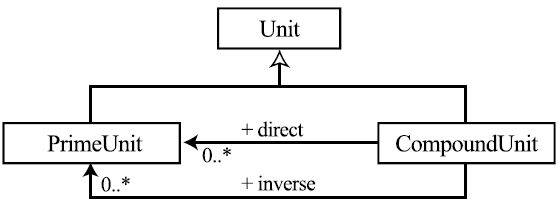 Unit
PrimeUnit
+ direct
0..*
CompoundUnit
0..*
+ inverse